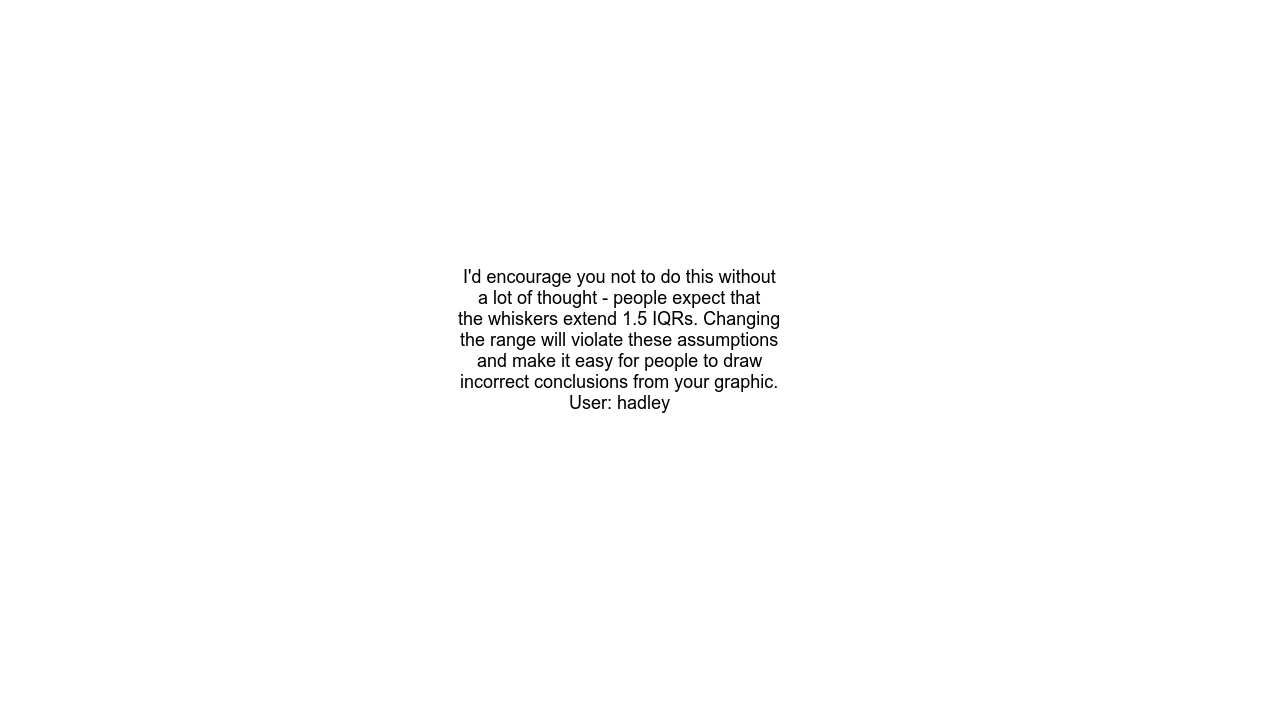 I'd encourage you not to do this without
a lot of thought - people expect that
the whiskers extend 1.5 IQRs. Changing
the range will violate these assumptions
and make it easy for people to draw
incorrect conclusions from your graphic.
User: hadley